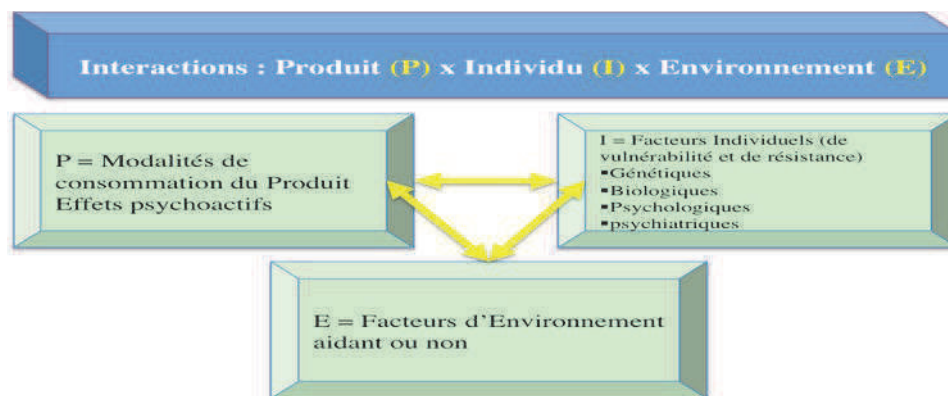 Interactions : Produit (P) x Individu (I) x Environnement (E)
P = Modalités de
consommation du Produit
Effets psychoactifs
I = Facteurs Individuels (de
vulnérabilité et de résistance)
▪Génétiques
▪Biologiques
▪Psychologiques
▪psychiatriques
E = Facteurs d'Environnement
aidant ou non